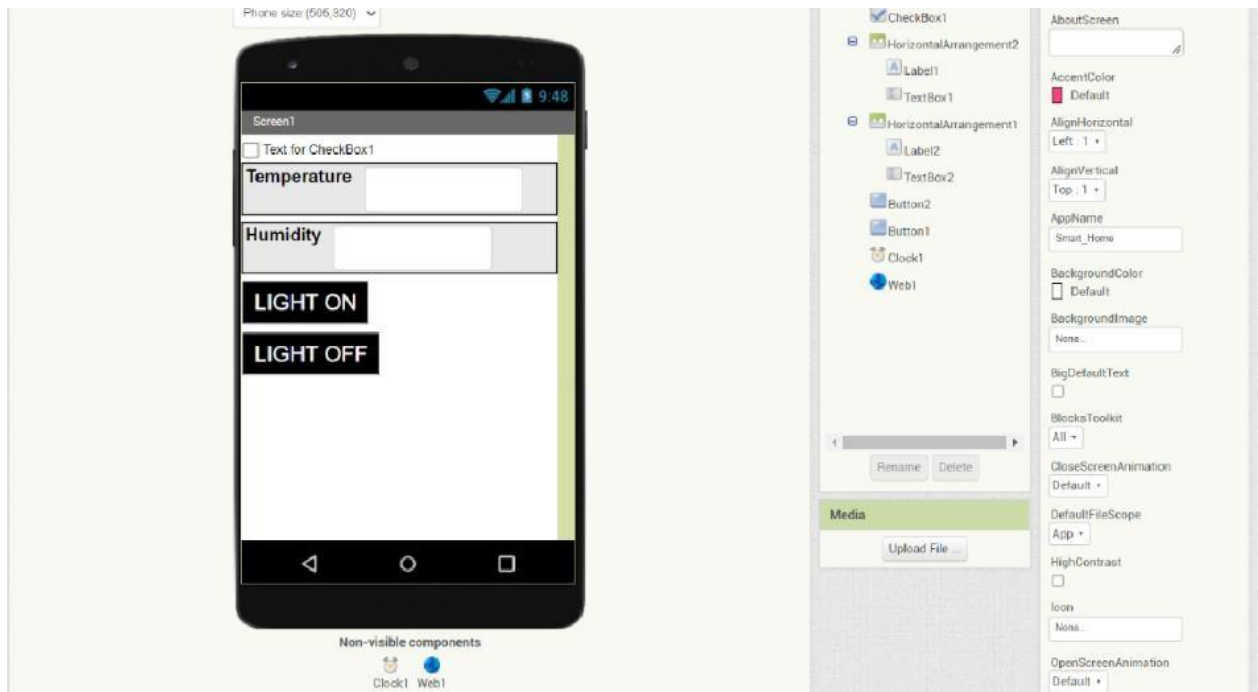 Phone size (505,320)
9:48
Screen1
Text for CheckBox1
Temperature
Humidity
LIGHT ON
LIGHT OFF
Non-visible components
Clock1 Web1
CheckBox1
HorizontalArrangement2
Label1
TextBox1
HorizontalArrangement1
Label2
TextBox2
Button2
Button1
Clock1
Web1
Rename Delete
Media
Upload File ...
AboutScreen
AccentColor
Default
AlignHorizontal
Left : 1
AlignVertical
Top : 1
AppName
Smart_Home
BackgroundColor
Default
BackgroundImage
None...
BigDefaultText
BlocksToolkit
All
CloseScreenAnimation
Default
DefaultFileScope
App
HighContrast
Icon
None...
OpenScreenAnimation
Default